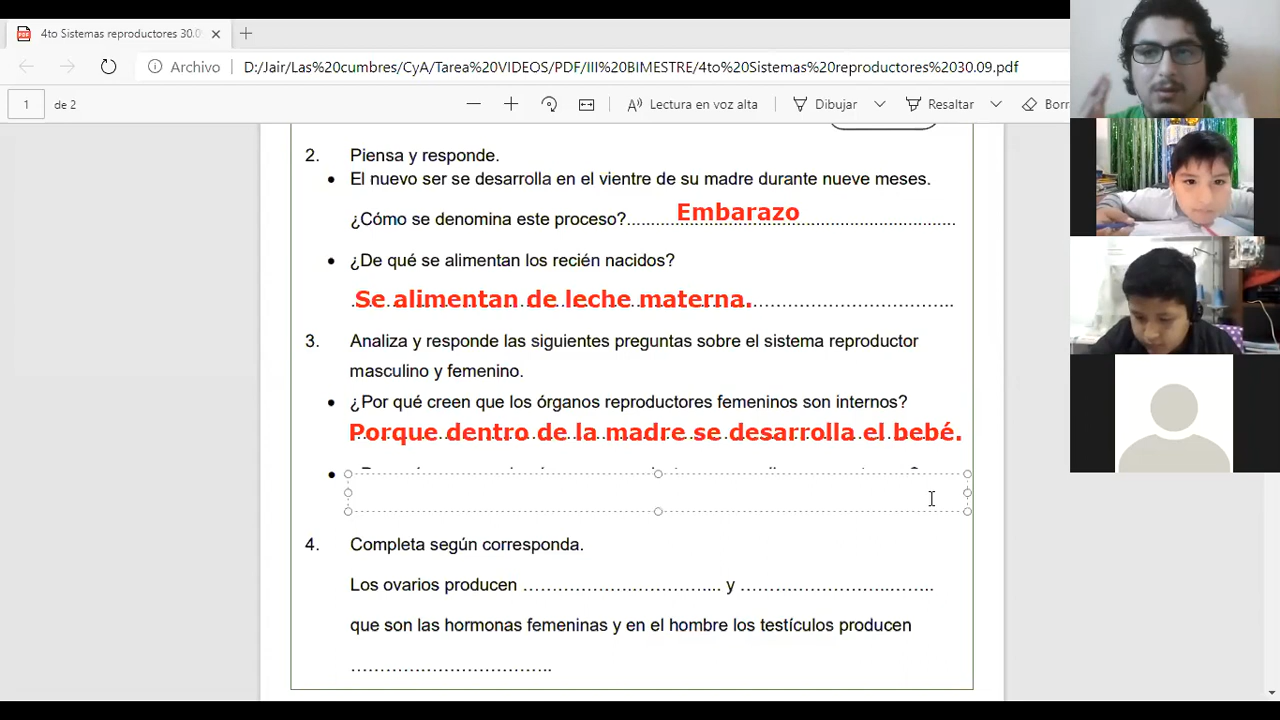 4to Sistemas reproductores 30.0
Archivo D:/Jair/Las%20cumbres/CyA/Tarea%20VIDEOS/PDF/III%20BIMESTRE/4to%20Sistemas%20reproductores%2030.09.pdf
1 de 2 Lectura en voz alta Dibujar Resaltar Borr
2. Piensa y responde.
• El nuevo ser se desarrolla en el vientre de su madre durante nueve meses.
¿Cómo se denomina este proceso?..... Embarazo .....
• ¿De qué se alimentan los recién nacidos?
Se alimentan de leche materna. .....
3. Analiza y responde las siguientes preguntas sobre el sistema reproductor
masculino y femenino.
• ¿Por qué creen que los órganos reproductores femeninos son internos?
Porque dentro de la madre se desarrolla el bebé.
4. Completa según corresponda.
Los ovarios producen ………………………... y …………………………..
que son las hormonas femeninas y en el hombre los testículos producen
……………………………..